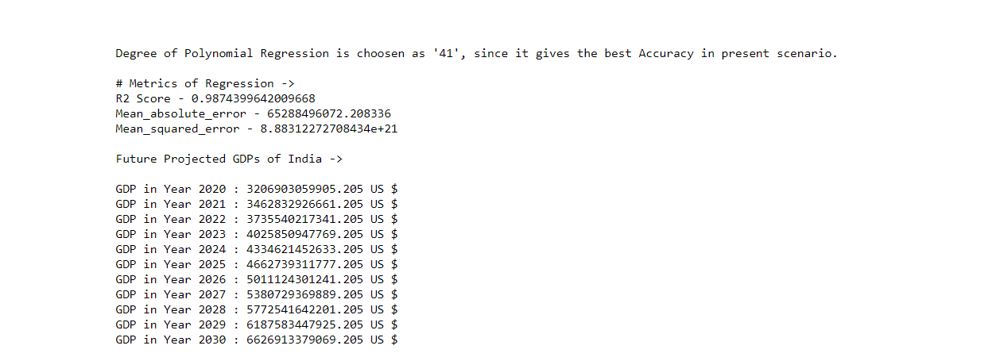 Degree of Polynomial Regression is choosen as '41', since it gives the best Accuracy in present scenario.
# Metrics of Regression ->
R2 Score - 0.9874399642009668
Mean_absolute_error - 65288496072.208336
Mean_squared_error - 8.88312272708434e+21
Future Projected GDPs of India ->
GDP in Year 2020 : 3206903059905.205 US $
GDP in Year 2021 : 3462832926661.205 US $
GDP in Year 2022 : 3735540217341.205 US $
GDP in Year 2023 : 4025850947769.205 US $
GDP in Year 2024 : 4334621452633.205 US $
GDP in Year 2025 : 4662739311777.205 US $
GDP in Year 2026 : 5011124301241.205 US $
GDP in Year 2027 : 5380729369889.205 US $
GDP in Year 2028 : 5772541642201.205 US $
GDP in Year 2029 : 6187583447925.205 US $
GDP in Year 2030 : 6626913379069.205 US $